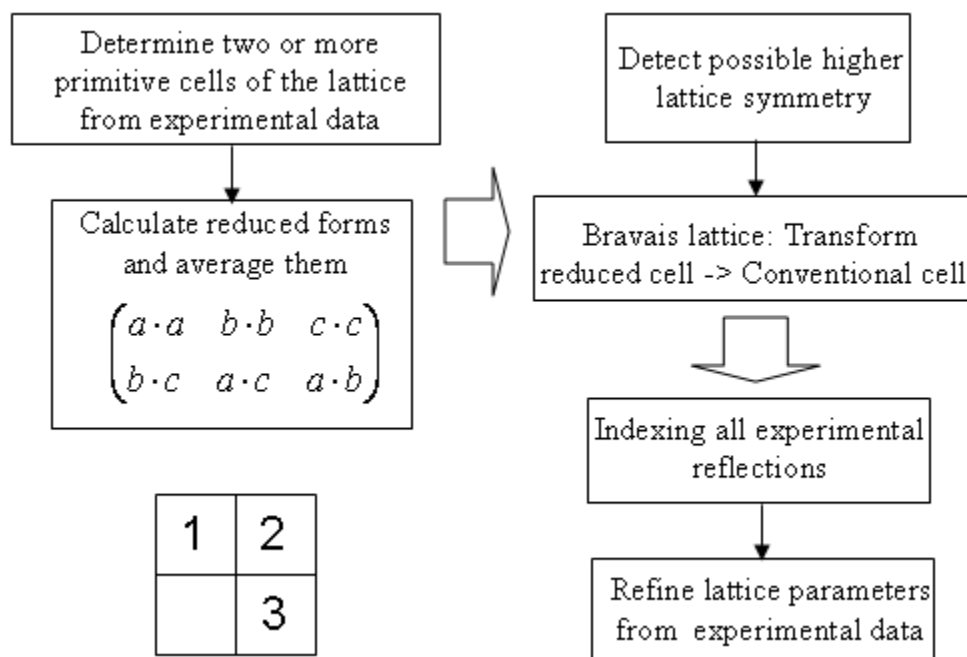 Determine two or more
primitive cells of the lattice
from experimental data
Calculate reduced forms
and average them
a·a b·b c·c
b·c a·c a·b
Detect possible higher
lattice symmetry
Bravais lattice: Transform
reduced cell -> Conventional cell
Indexing all experimental
reflections
Refine lattice parameters
from experimental data
1 2
3